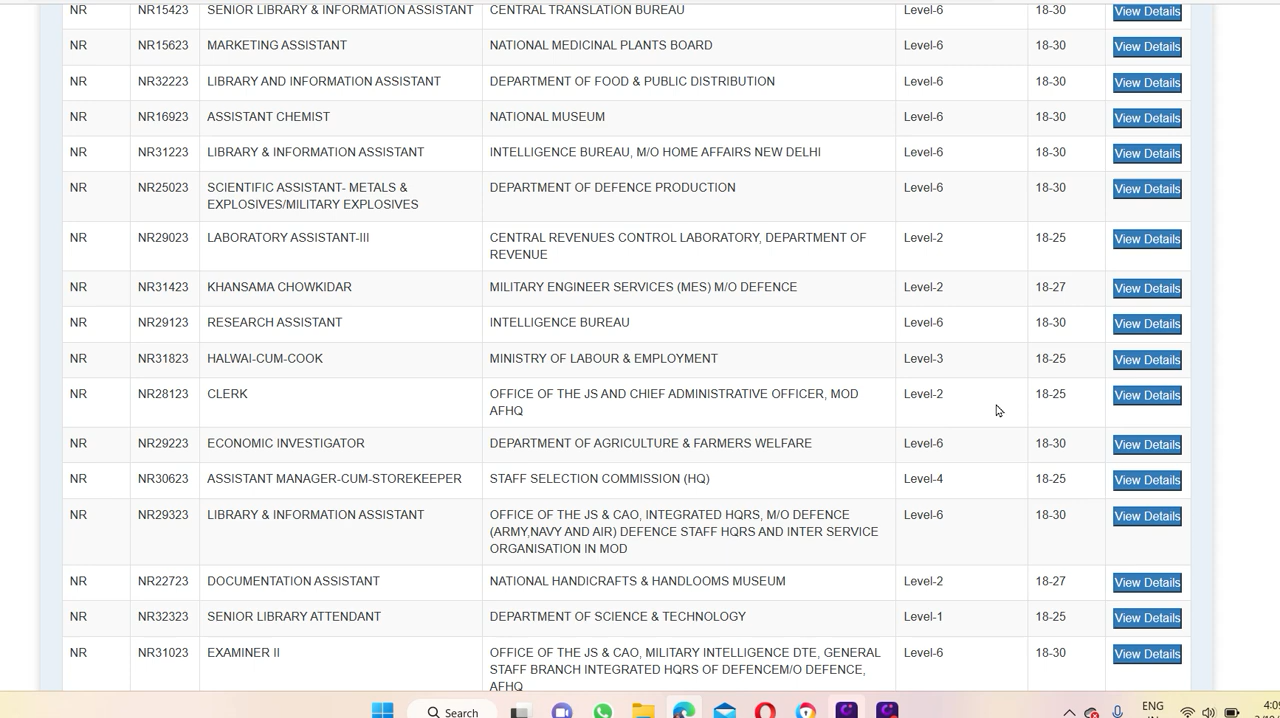 NR NR15423 SENIOR LIBRARY & INFORMATION ASSISTANT CENTRAL TRANSLATION BUREAU Level-6 18-30 View Details
NR NR15623 MARKETING ASSISTANT NATIONAL MEDICINAL PLANTS BOARD Level-6 18-30 View Details
NR NR32223 LIBRARY AND INFORMATION ASSISTANT DEPARTMENT OF FOOD & PUBLIC DISTRIBUTION Level-6 18-30 View Details
NR NR16923 ASSISTANT CHEMIST NATIONAL MUSEUM Level-6 18-30 View Details
NR NR31223 LIBRARY & INFORMATION ASSISTANT INTELLIGENCE BUREAU, M/O HOME AFFAIRS NEW DELHI Level-6 18-30 View Details
NR NR25023 SCIENTIFIC ASSISTANT- METALS & DEPARTMENT OF DEFENCE PRODUCTION Level-6 18-30 View Details
EXPLOSIVES/MILITARY EXPLOSIVES
NR NR29023 LABORATORY ASSISTANT-III CENTRAL REVENUES CONTROL LABORATORY, DEPARTMENT OF Level-2 18-25 View Details
REVENUE
NR NR31423 KHANSAMA CHOWKIDAR MILITARY ENGINEER SERVICES (MES) M/O DEFENCE Level-2 18-27 View Details
NR NR29123 RESEARCH ASSISTANT INTELLIGENCE BUREAU Level-6 18-30 View Details
NR NR31823 HALWAI-CUM-COOK MINISTRY OF LABOUR & EMPLOYMENT Level-3 18-25 View Details
NR NR28123 CLERK OFFICE OF THE JS AND CHIEF ADMINISTRATIVE OFFICER, MOD Level-2 18-25 View Details
AFHQ
NR NR29223 ECONOMIC INVESTIGATOR DEPARTMENT OF AGRICULTURE & FARMERS WELFARE Level-6 18-30 View Details
NR NR30623 ASSISTANT MANAGER-CUM-STOREKEEPER STAFF SELECTION COMMISSION (HQ) Level-4 18-25 View Details
NR NR29323 LIBRARY & INFORMATION ASSISTANT OFFICE OF THE JS & CAO, INTEGRATED HQRS, M/O DEFENCE Level-6 18-30 View Details
(ARMY,NAVY AND AIR) DEFENCE STAFF HQRS AND INTER SERVICE
ORGANISATION IN MOD
NR NR22723 DOCUMENTATION ASSISTANT NATIONAL HANDICRAFTS & HANDLOOMS MUSEUM Level-2 18-27 View Details
NR NR32323 SENIOR LIBRARY ATTENDANT DEPARTMENT OF SCIENCE & TECHNOLOGY Level-1 18-25 View Details
NR NR31023 EXAMINER II OFFICE OF THE JS & CAO, MILITARY INTELLIGENCE DTE, GENERAL Level-6 18-30 View Details
STAFF BRANCH INTEGRATED HQRS OF DEFENCEM/O DEFENCE,
AFHQ
Search ENG